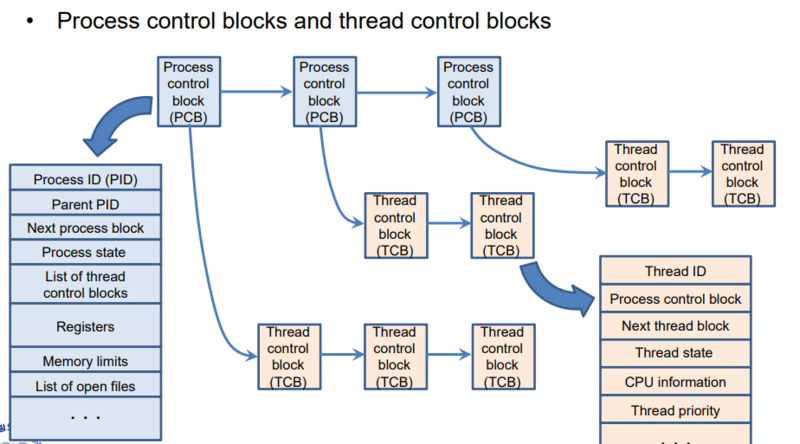 • Process control blocks and thread control blocks
Process
control
block
(PCB)
Process
control
block
(PCB)
Process
control
block
(PCB)
Thread
control
block
(TCB)
Thread
control
block
(TCB)
Process ID (PID)
Parent PID
Next process block
Process state
List of thread
control blocks
Registers
Memory limits
List of open files
. . .
Thread
control
block
(TCB)
Thread
control
block
(TCB)
Thread ID
Process control block
Next thread block
Thread state
CPU information
Thread priority
. . .
Thread
control
block
(TCB)
Thread
control
block
(TCB)
Thread
control
block
(TCB)